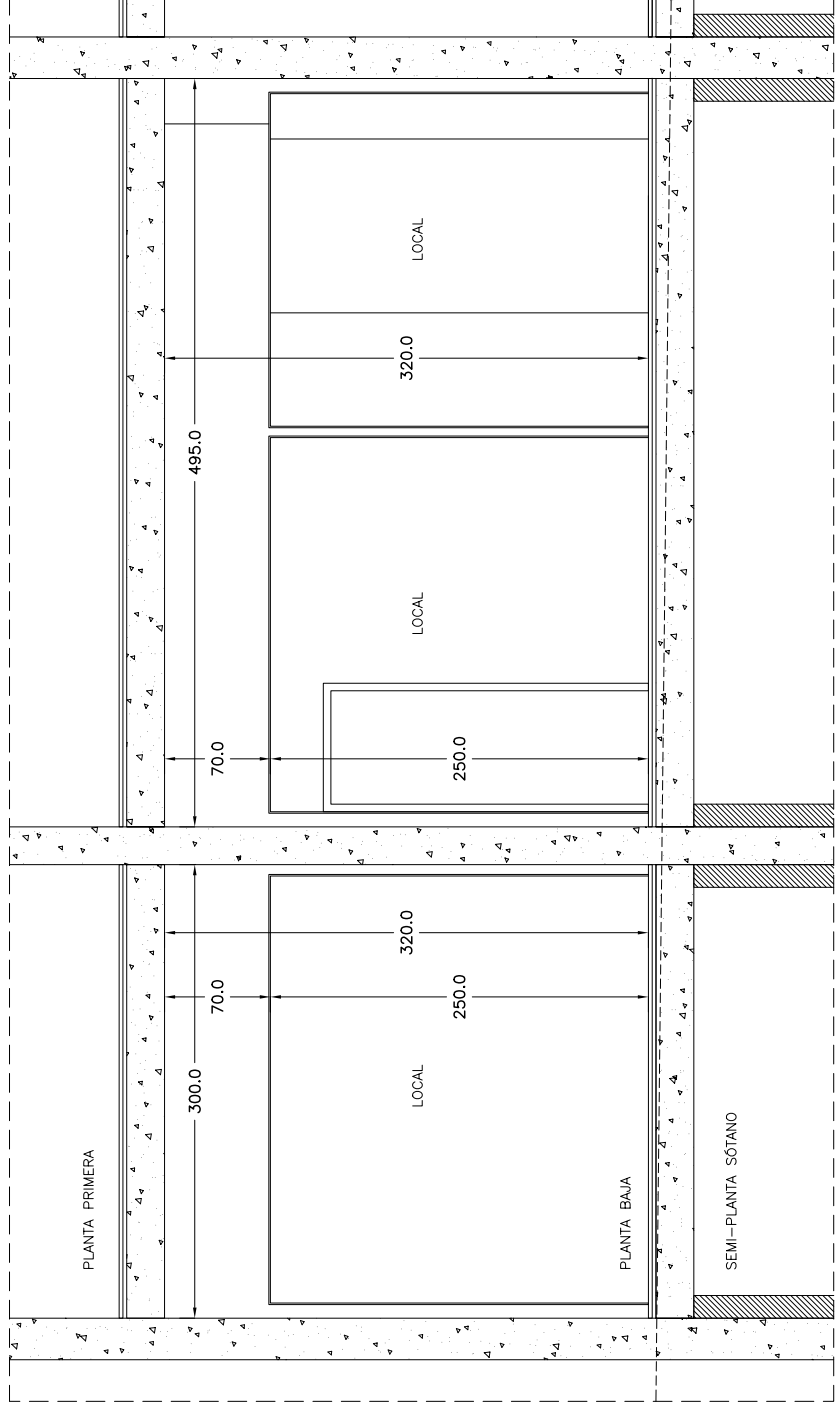 PLANTA PRIMERA
300.0
495.0
70.0
70.0
320.0
320.0
250.0
250.0
LOCAL
LOCAL
LOCAL
PLANTA BAJA
SEMI-PLANTA SÓTANO